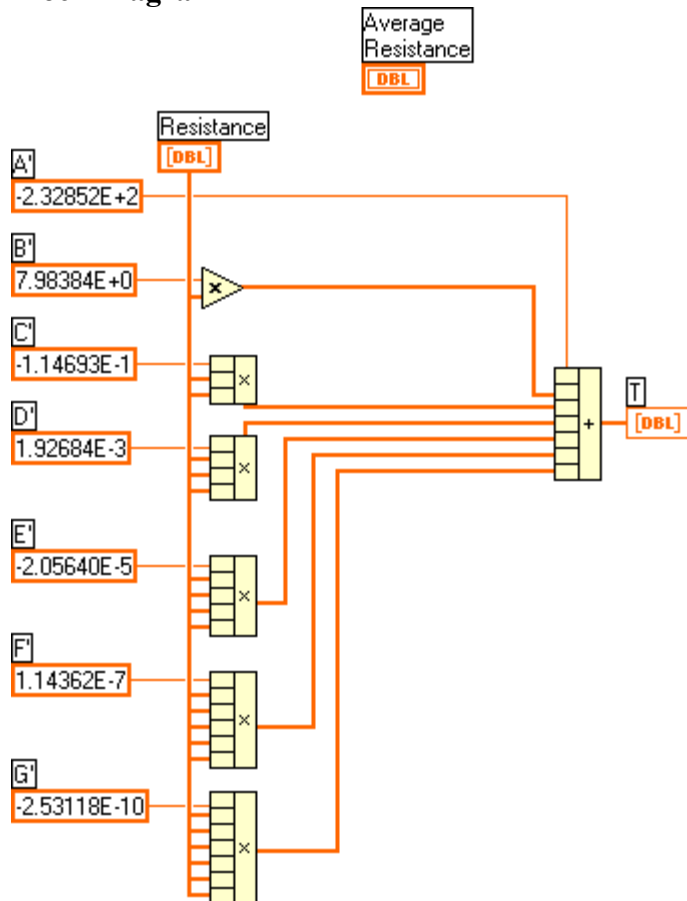 Average
Resistance
DBL
Resistance
[DBL]
A'
-2.32852E+2
B'
7.98384E+0
×
C'
-1.14693E-1
×
D'
1.92684E-3
×
+
T
[DBL]
E'
-2.05640E-5
×
F'
1.14362E-7
×
G'
-2.53118E-10
×